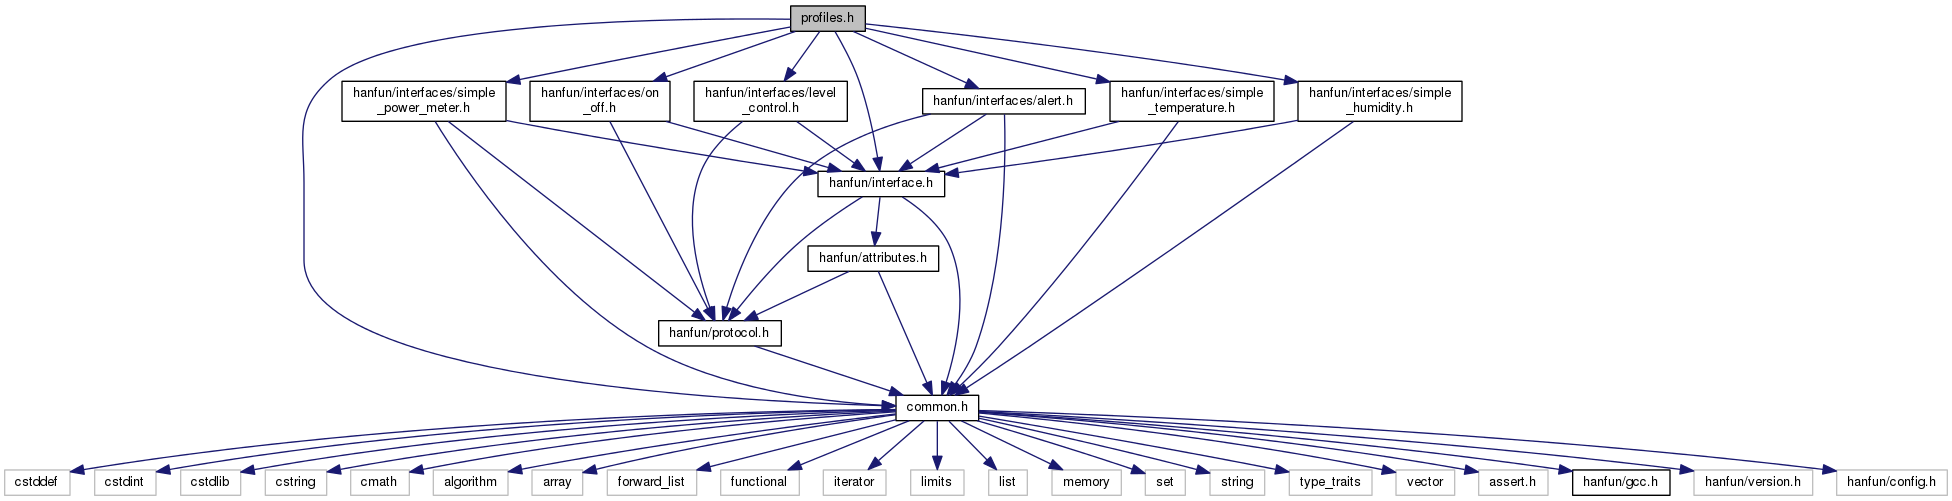 profiles.h
hanfun/interfaces/simple
_power_meter.h
hanfun/interfaces/on
_off.h
hanfun/interfaces/level
_control.h
hanfun/interfaces/alert.h
hanfun/interfaces/simple
_temperature.h
hanfun/interfaces/simple
_humidity.h
hanfun/interface.h
hanfun/attributes.h
hanfun/protocol.h
common.h
cstddef
cstdint
cstdlib
cstring
cmath
algorithm
array
forward_list
functional
iterator
limits
list
memory
set
string
type_traits
vector
assert.h
hanfun/gcc.h
hanfun/version.h
hanfun/config.h